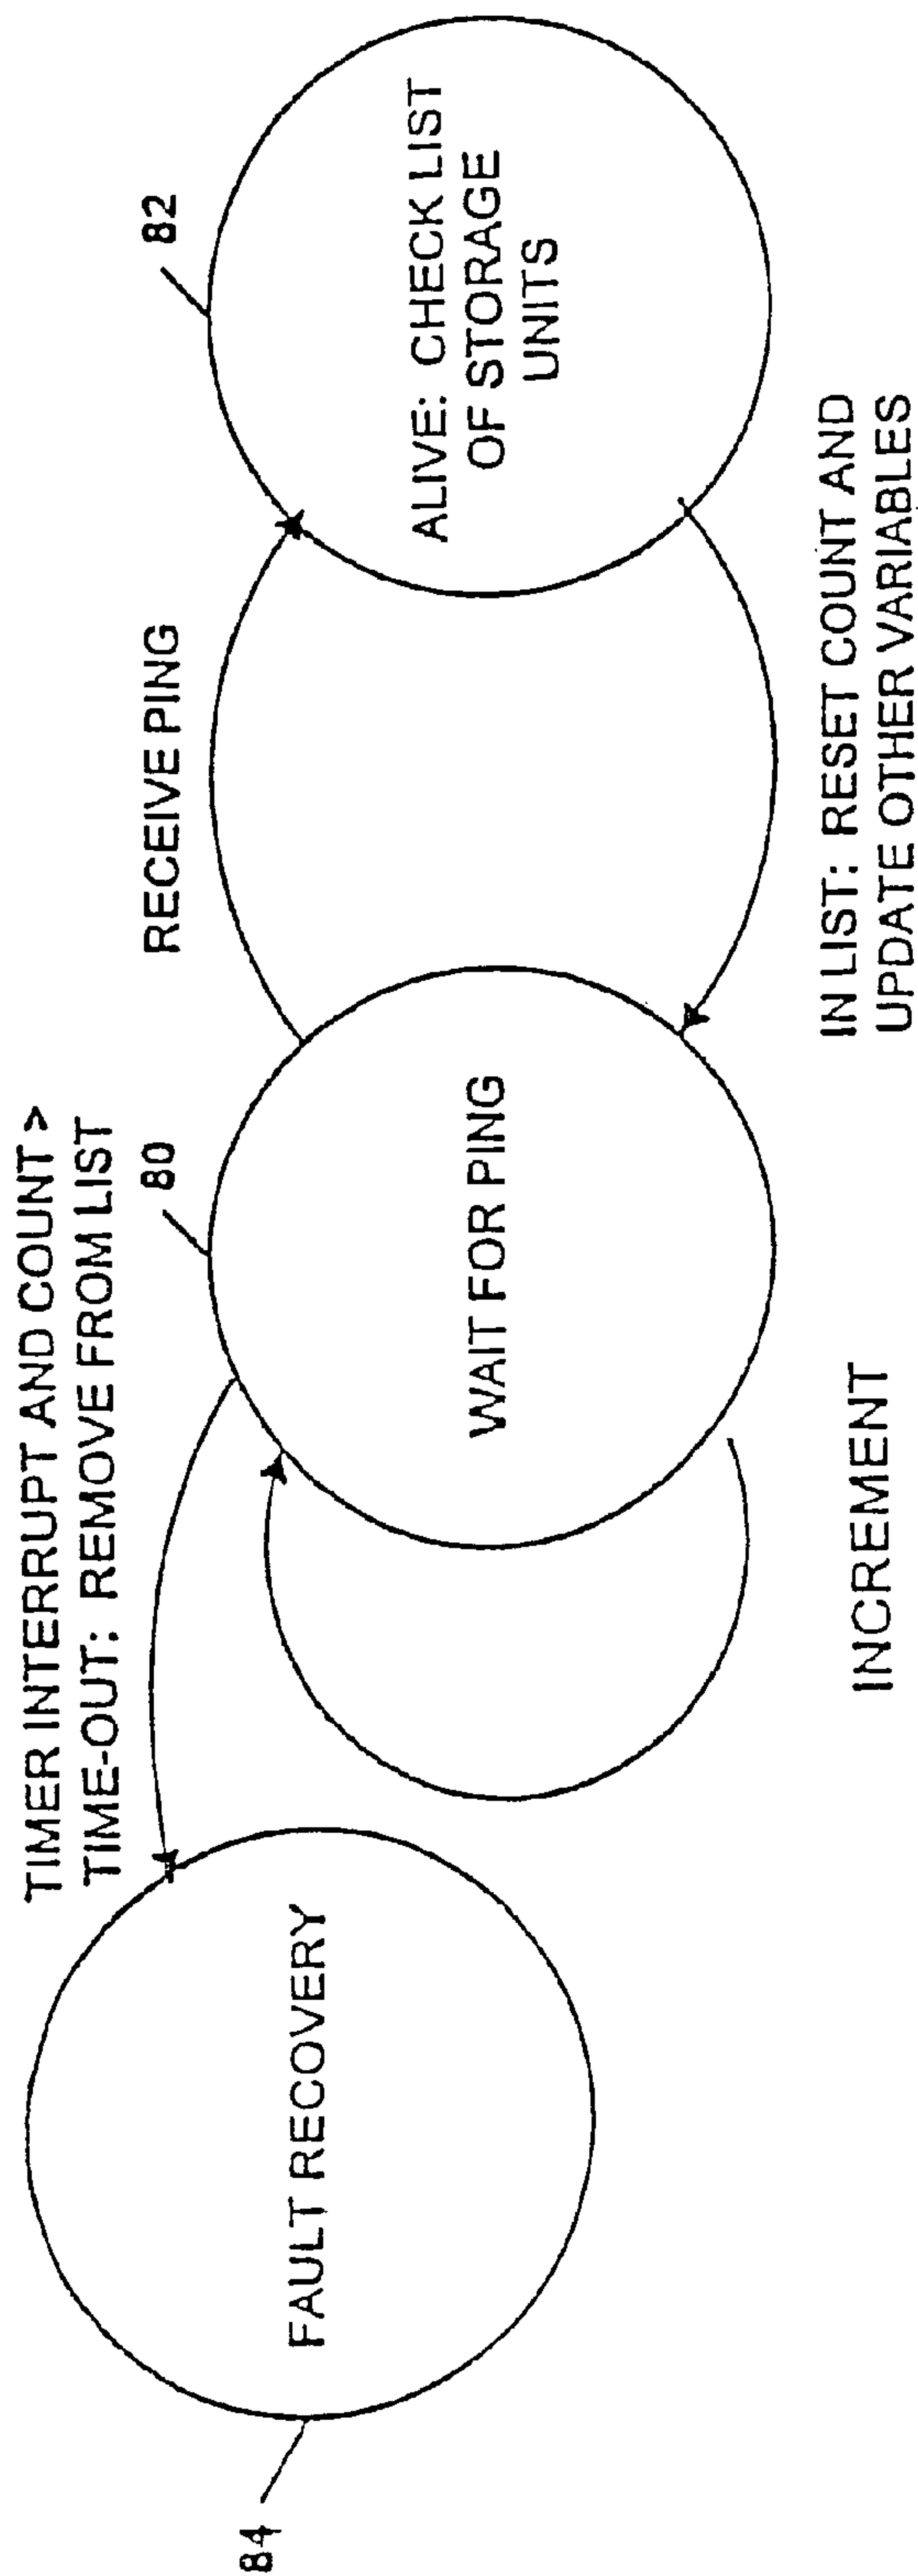 TIMER INTERRUPT AND COUNT >
TIME-OUT: REMOVE FROM LIST
84
FAULT RECOVERY
80
WAIT FOR PING
INCREMENT
RECEIVE PING
82
ALIVE: CHECK LIST
OF STORAGE
UNITS
IN LIST: RESET COUNT AND
UPDATE OTHER VARIABLES